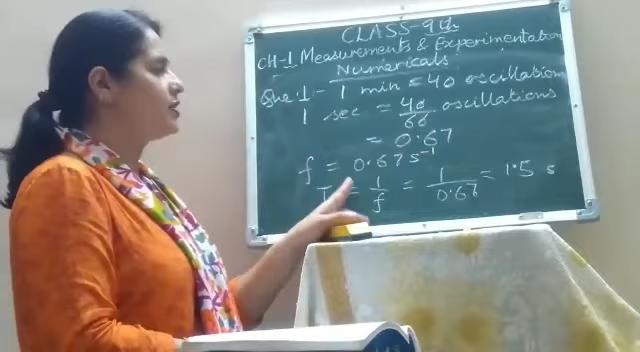 CLASS-9th
CH-1 Measurements & Experimentation
Numericals
Que 1- 1 min = 40 oscillations
1 sec = 40/60 oscillations
= 0.67
f = 0.67 s⁻¹
T = 1/f = 1/0.67 = 1.5 s